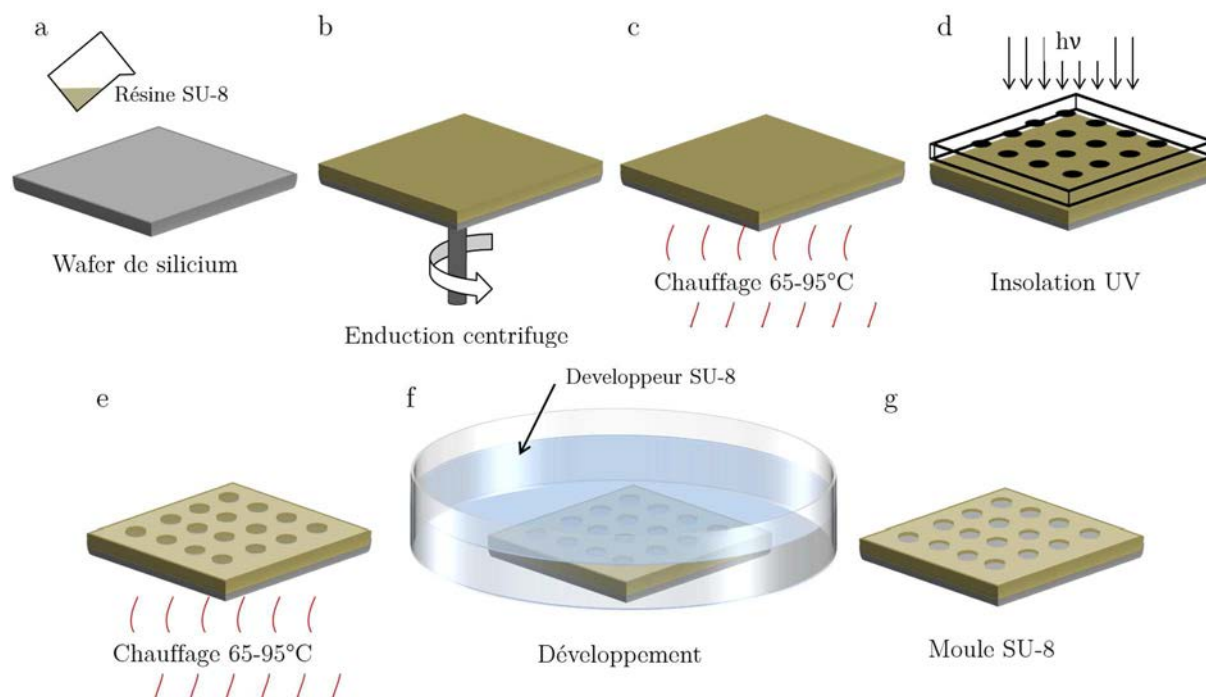 a
Résine SU-8
Wafer de silicium
b
Enduction centrifuge
c
Chauffage 65-95°C
d
hν
Insolation UV
e
Chauffage 65-95°C
f
Developpeur SU-8
Développement
g
Moule SU-8